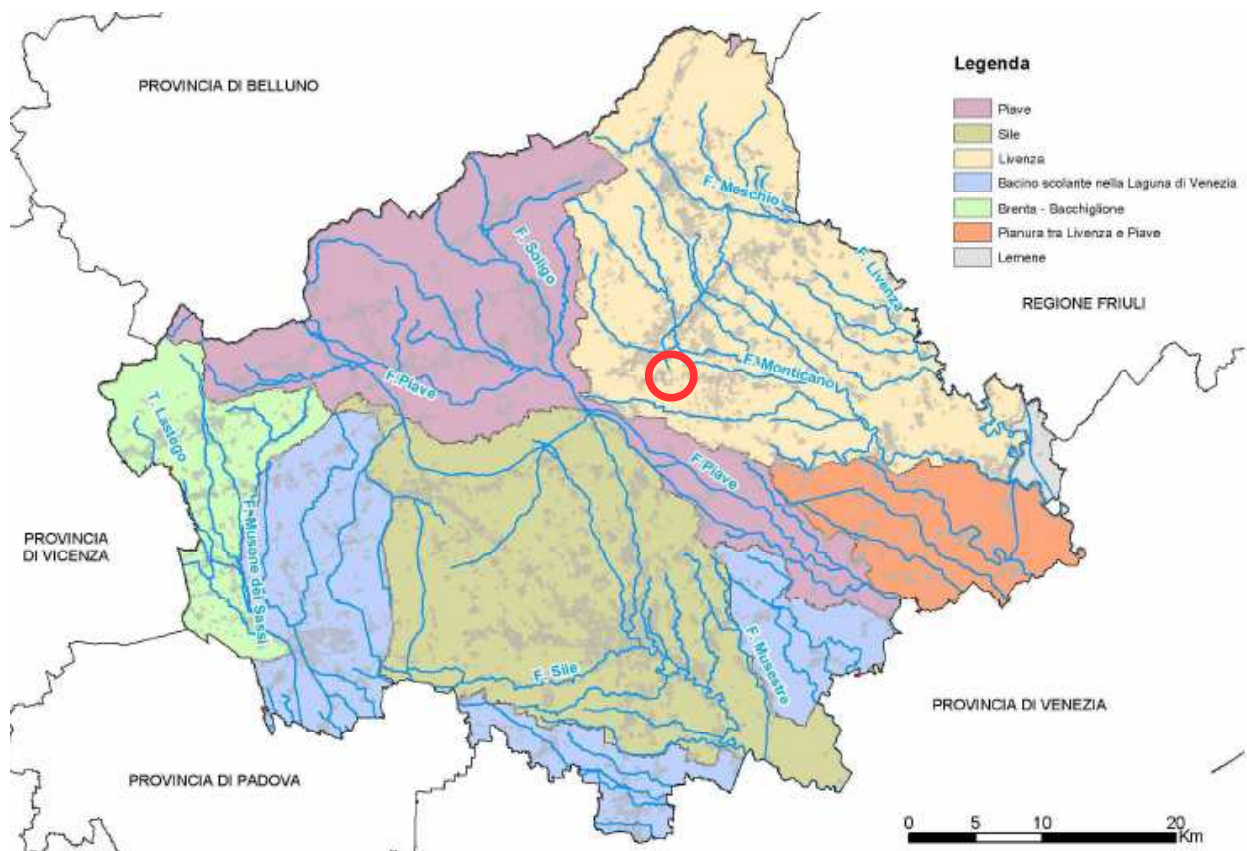 PROVINCIA DI BELLUNO
Legenda
Piave
Sile
Livenza
Bacino scolante nella Laguna di Venezia
Brenta - Bacchiglione
Pianura tra Livenza e Piave
Lemene
F. Meschio
F. Soligo
F. Livenza
REGIONE FRIULI
F. Monticano
F. Piave
T. Lastego
F. Piave
F. Musone dei Sassi
PROVINCIA
DI VICENZA
F. Sile
F. Musestre
PROVINCIA DI VENEZIA
PROVINCIA DI PADOVA
0 5 10 20
Km